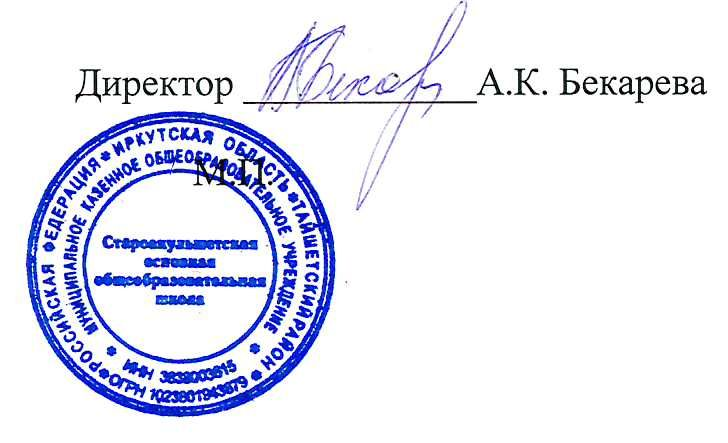 Директор А.К. Бекарева
М.П.
РОССИЙСКАЯ ФЕДЕРАЦИЯ * ИРКУТСКАЯ ОБЛАСТЬ * ТАЙШЕТСКИЙ РАЙОН *
МУНИЦИПАЛЬНОЕ КАЗЕННОЕ ОБЩЕОБРАЗОВАТЕЛЬНОЕ УЧРЕЖДЕНИЕ
Староакульшетская
основная
общеобразовательная
школа
* ИНН 3838003615 *
ОГРН 1023801943879